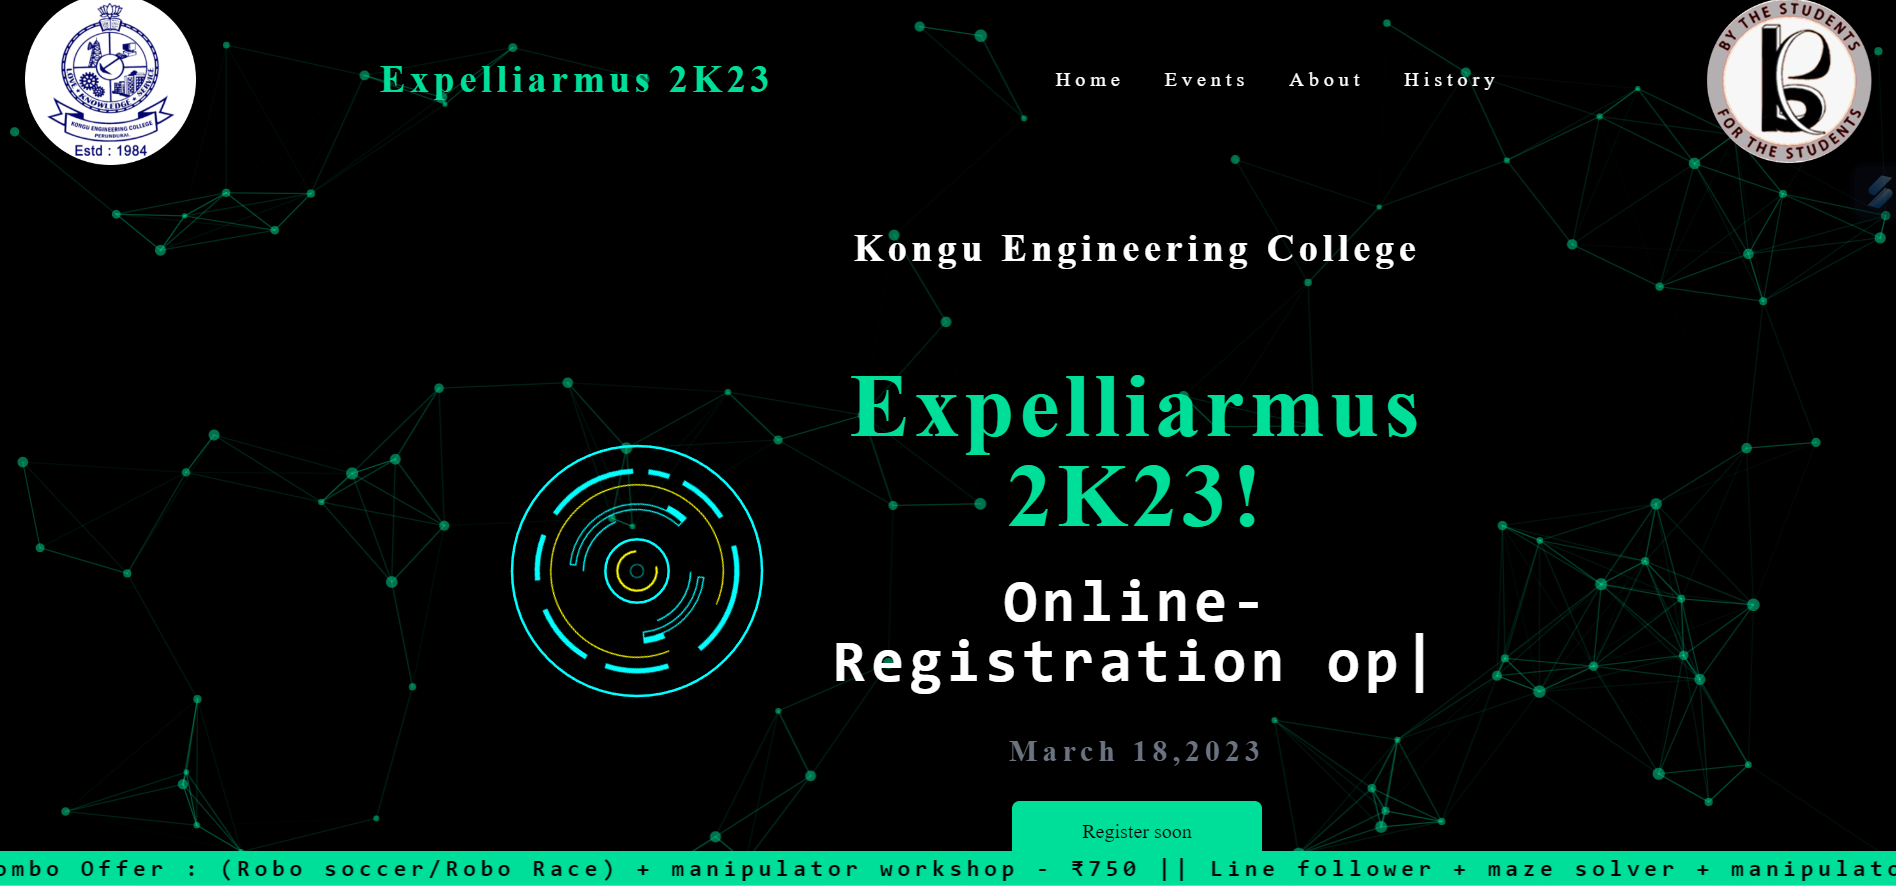 LOVE • KNOWLEDGE • SERVICE
KONGU ENGINEERING COLLEGE
PERUNDURAI
Estd : 1984
Expelliarmus 2K23
Home Events About History
BY THE STUDENTS
FOR THE STUDENTS
Kongu Engineering College
Expelliarmus
2K23!
Online-
Registration op|
March 18,2023
Register soon
ombo Offer : (Robo soccer/Robo Race) + manipulator workshop - ₹750 || Line follower + maze solver + manipulato